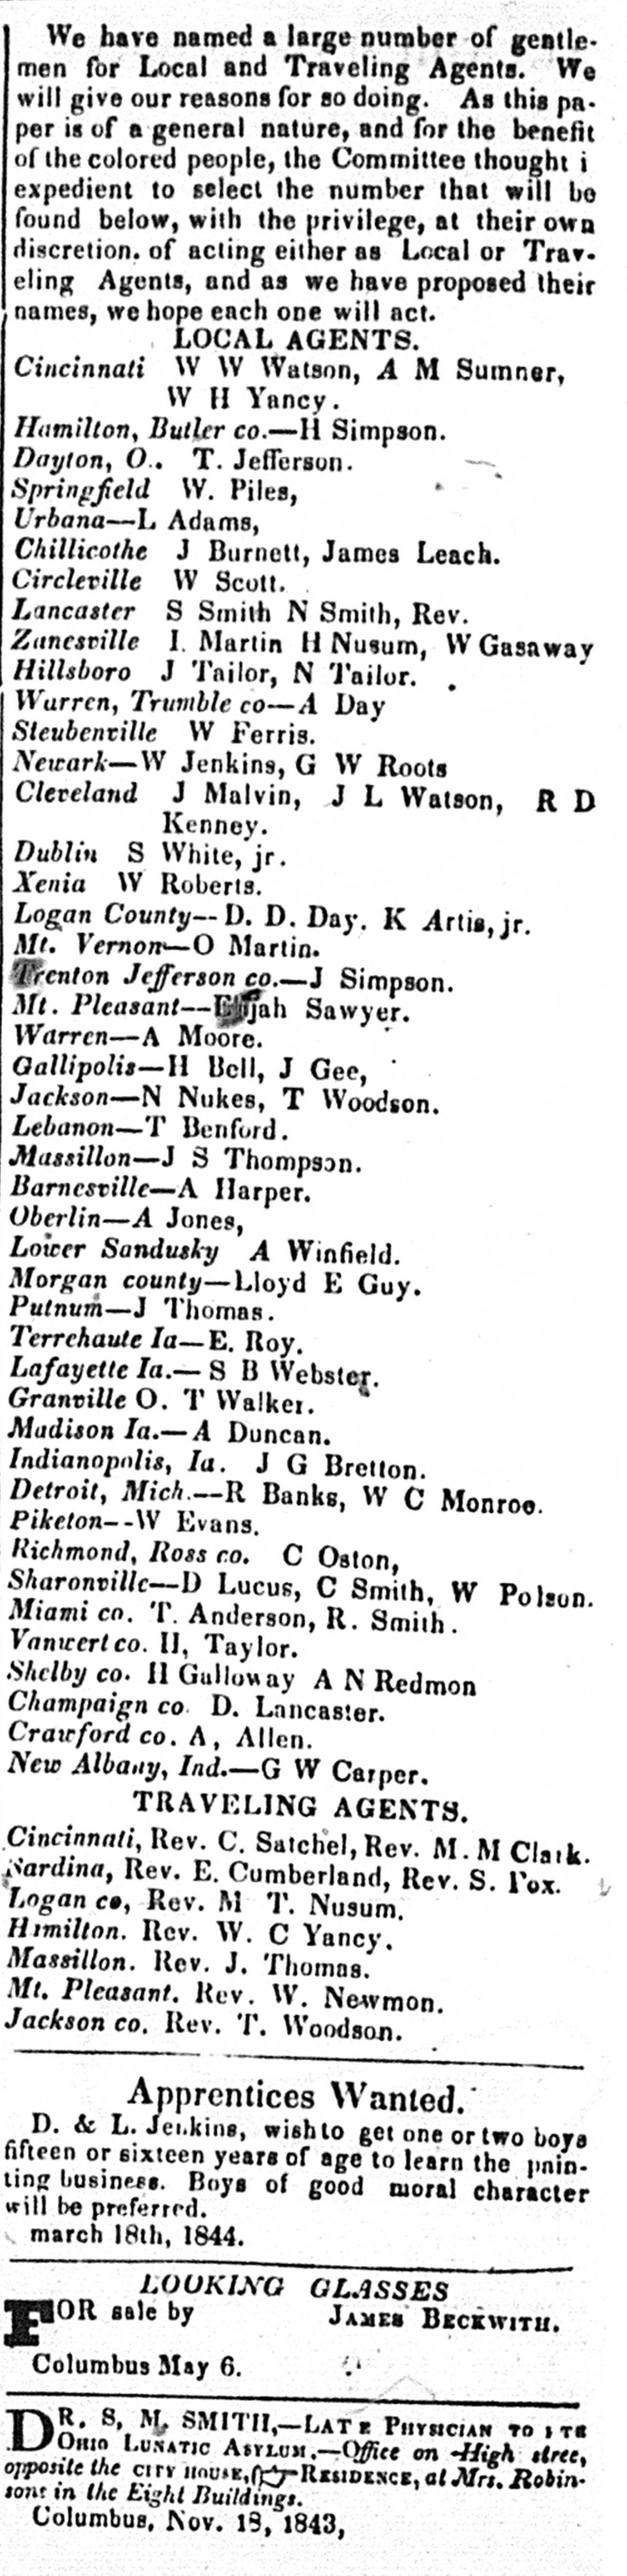 We have named a large number of gentle-
men for Local and Traveling Agents. We
will give our reasons for so doing. As this pa-
per is of a general nature, and for the benefit
of the colored people, the Committee thought i
expedient to select the number that will be
found below, with the privilege, at their own
discretion. of acting either as Local or Trav-
eling Agents, and as we have proposed their
names, we hope each one will act.
LOCAL AGENTS.
Cincinnati W W Watson, A M Sumner,
W H Yancy.
Hamilton, Butler co.—H Simpson.
Dayton, O. T. Jefferson.
Springfield W. Piles,
Urbana—L Adams,
Chillicothe J Burnett, James Leach.
Circleville W Scott.
Lancaster S Smith N Smith, Rev.
Zanesville I. Martin H Nusum, W Gasaway
Hillsboro J Tailor, N Tailor.
Warren, Trumble co—A Day
Steubenville W Ferris.
Newark—W Jenkins, G W Roots
Cleveland J Malvin, J L Watson, R D
Kenney.
Dublin S White, jr.
Xenia W Roberts.
Logan County—D. D. Day. K Artis, jr.
Mt. Vernon—O Martin.
Trenton Jefferson co.—J Simpson.
Mt. Pleasant—Elijah Sawyer.
Warren—A Moore.
Gallipolis—H Bell, J Gee,
Jackson—N Nukes, T Woodson.
Lebanon—T Benford.
Massillon—J S Thompson.
Barnesville—A Harper.
Oberlin—A Jones,
Lower Sandusky A Winfield.
Morgan county—Lloyd E Guy.
Putnum—J Thomas.
Terrehaute Ia—E. Roy.
Lafayette Ia.—S B Webster.
Granville O. T Walker.
Madison Ia.—A Duncan.
Indianopolis, Ia. J G Bretton.
Detroit, Mich.—R Banks, W C Monroe.
Piketon--W Evans.
Richmond, Ross co. C Oston,
Sharonville—D Lucus, C Smith, W Polson.
Miami co. T. Anderson, R. Smith.
Vanwert co. H, Taylor.
Shelby co. H Galloway A N Redmon
Champaign co. D. Lancaster.
Crawford co. A, Allen.
New Albany, Ind.—G W Carper.
TRAVELING AGENTS.
Cincinnati, Rev. C. Satchel, Rev. M. M Clark.
Sardina, Rev. E. Cumberland, Rev. S. Fox.
Logan co, Rev. M T. Nusum.
Hamilton. Rev. W. C Yancy.
Massillon. Rev. J. Thomas.
Mt. Pleasant. Rev. W. Newmon.
Jackson co. Rev. T. Woodson.
Apprentices Wanted.
D. & L. Jenkins, wish to get one or two boys
fifteen or sixteen years of age to learn the pain-
ting business. Boys of good moral character
will be preferred.
march 18th, 1844.
LOOKING GLASSES
FOR sale by JAMES BECKWITH.
Columbus May 6.
DR. S, M, SMITH,—LATE PHYSICIAN TO THE
OHIO LUNATIC ASYLUM.—Office on High stree,
opposite the CITY HOUSE, ☞ RESIDENCE, at Mrs. Robin-
sons in the Eight Buildings.
Columbus, Nov. 18, 1843,